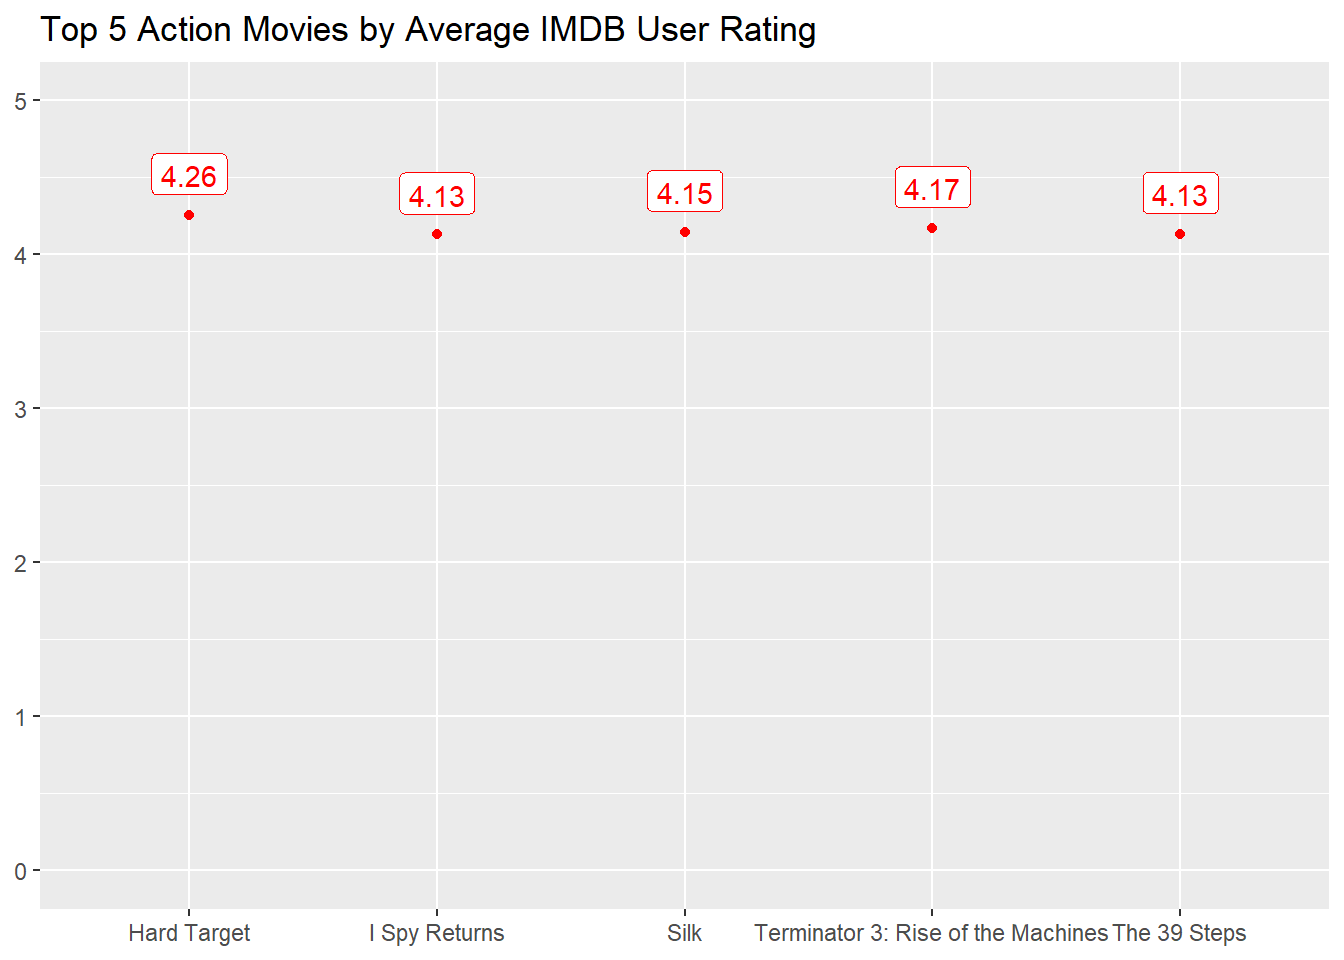 Top 5 Action Movies by Average IMDB User Rating
5
4.26
4.13
4.15
4.17
4.13
4
3
2
1
0
Hard Target
I Spy Returns
Silk
Terminator 3: Rise of the Machines
The 39 Steps